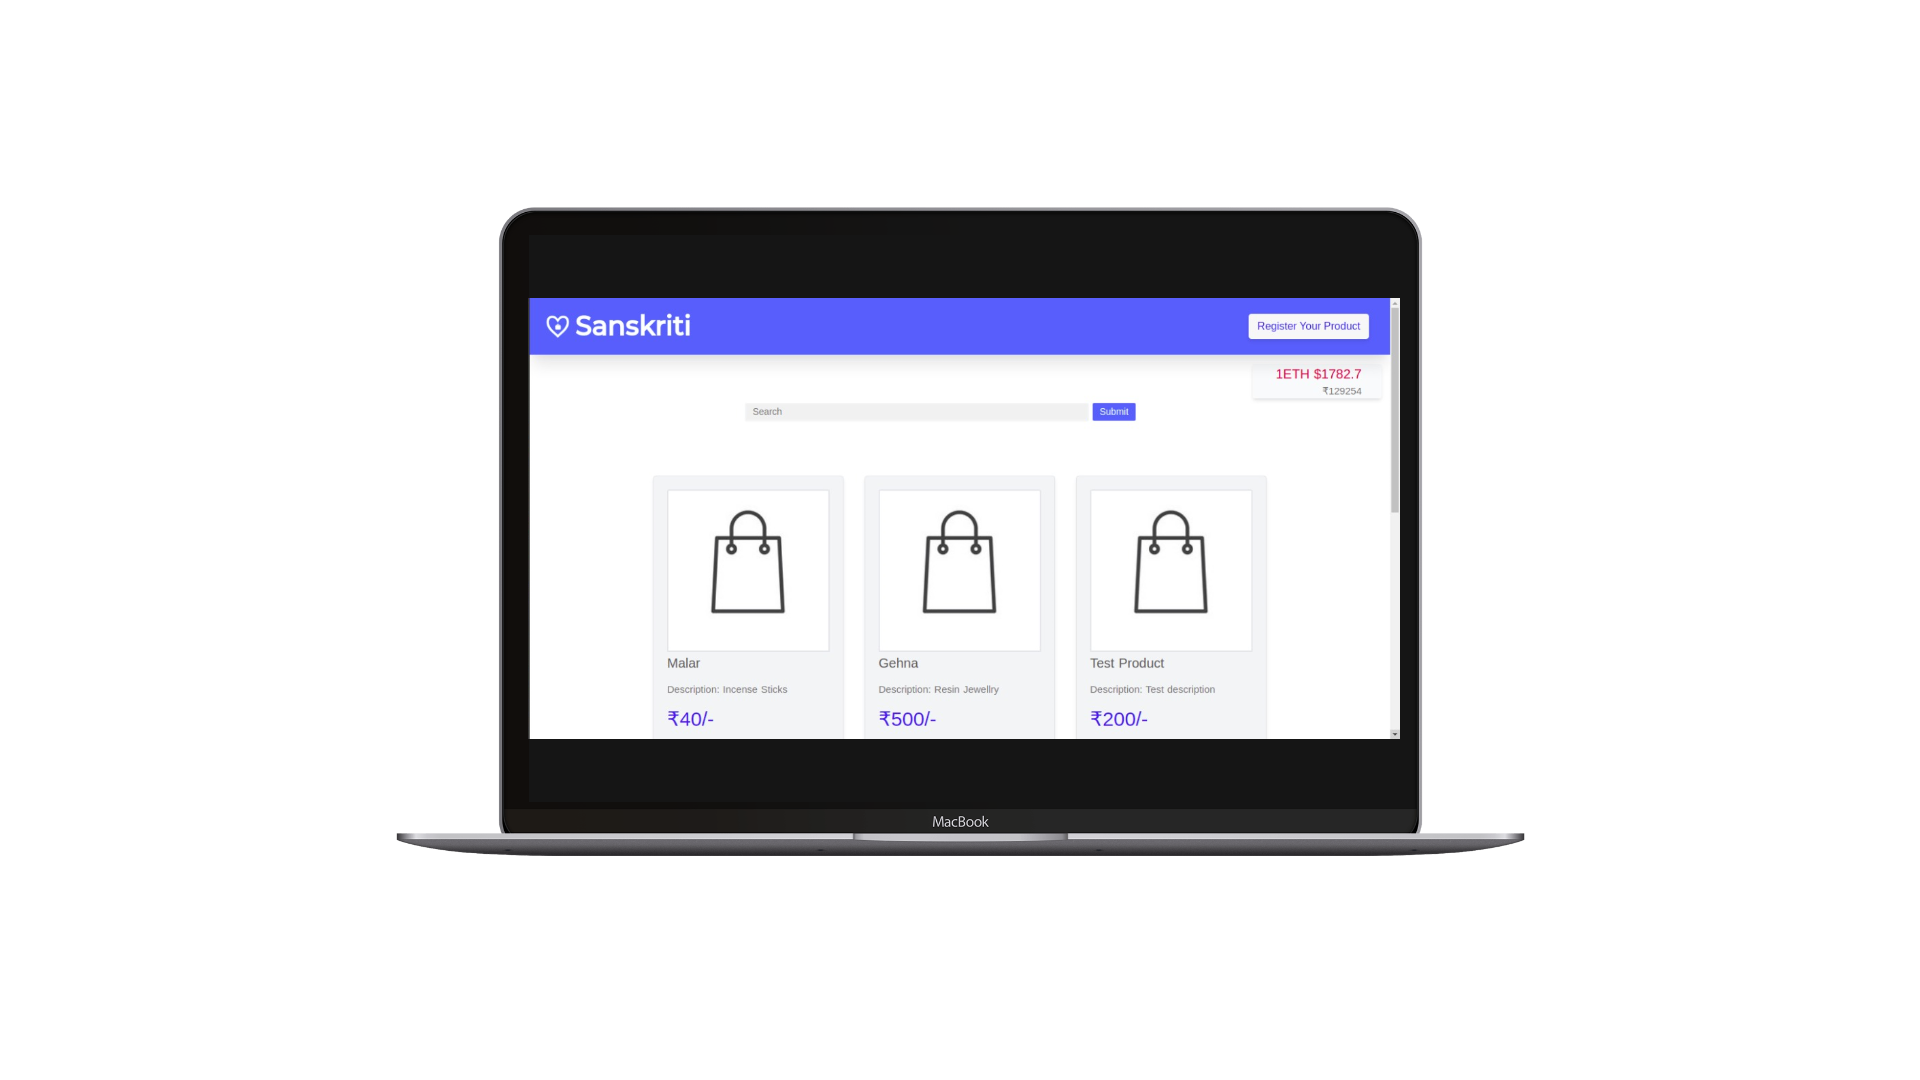 Sanskriti
Register Your Product
1ETH $1782.7
₹129254
Search
Submit
Malar
Gehna
Test Product
Description: Incense Sticks
Description: Resin Jewellry
Description: Test description
₹40/-
₹500/-
₹200/-
MacBook